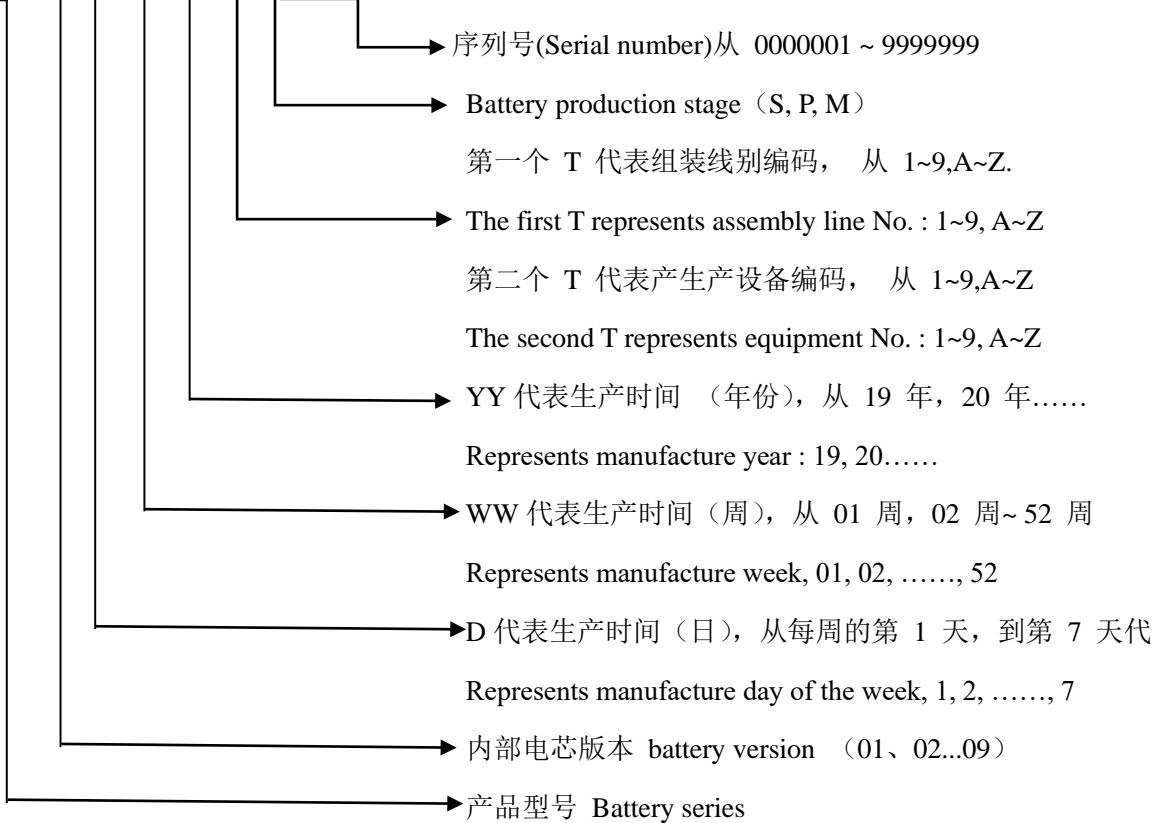 序列号(Serial number)从 0000001 ~ 9999999
Battery production stage（S, P, M）
第一个 T 代表组装线别编码， 从 1~9,A~Z.
The first T represents assembly line No. : 1~9, A~Z
第二个 T 代表产生产设备编码， 从 1~9,A~Z
The second T represents equipment No. : 1~9, A~Z
YY 代表生产时间 （年份），从 19 年，20 年……
Represents manufacture year : 19, 20……
WW 代表生产时间（周），从 01 周，02 周~ 52 周
Represents manufacture week, 01, 02, ……, 52
D 代表生产时间（日），从每周的第 1 天，到第 7 天代
Represents manufacture day of the week, 1, 2, ……, 7
内部电芯版本 battery version （01、02...09）
产品型号 Battery series